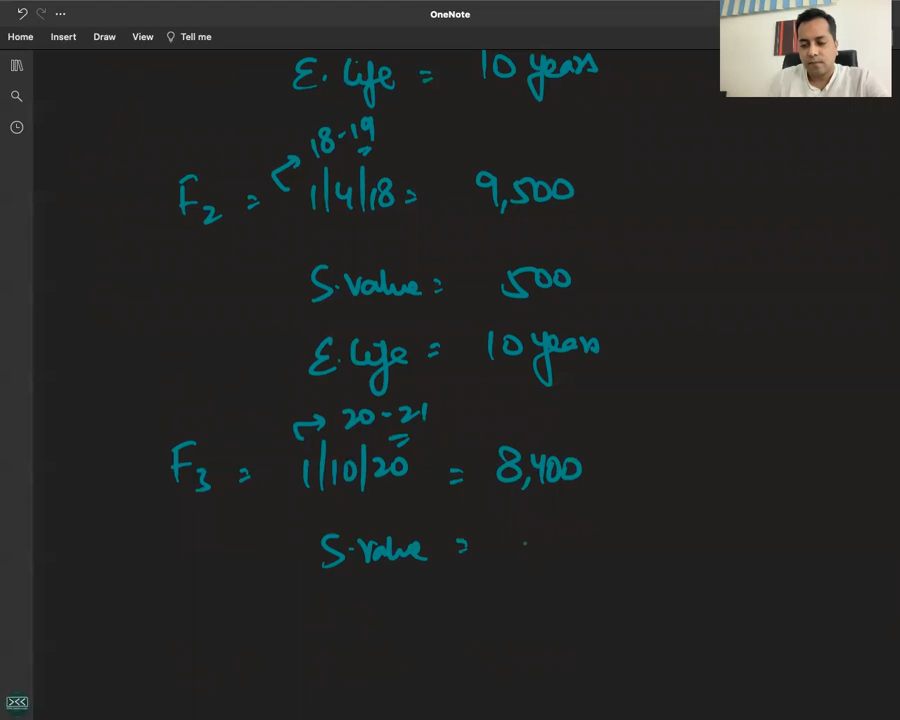 OneNote
Home Insert Draw View Tell me
E. life = 10 years
18-19
F2 = 1/4/18 = 9,500
S.value = 500
E. life = 10 years
20-21
F3 = 1/10/20 = 8,400
S.value =